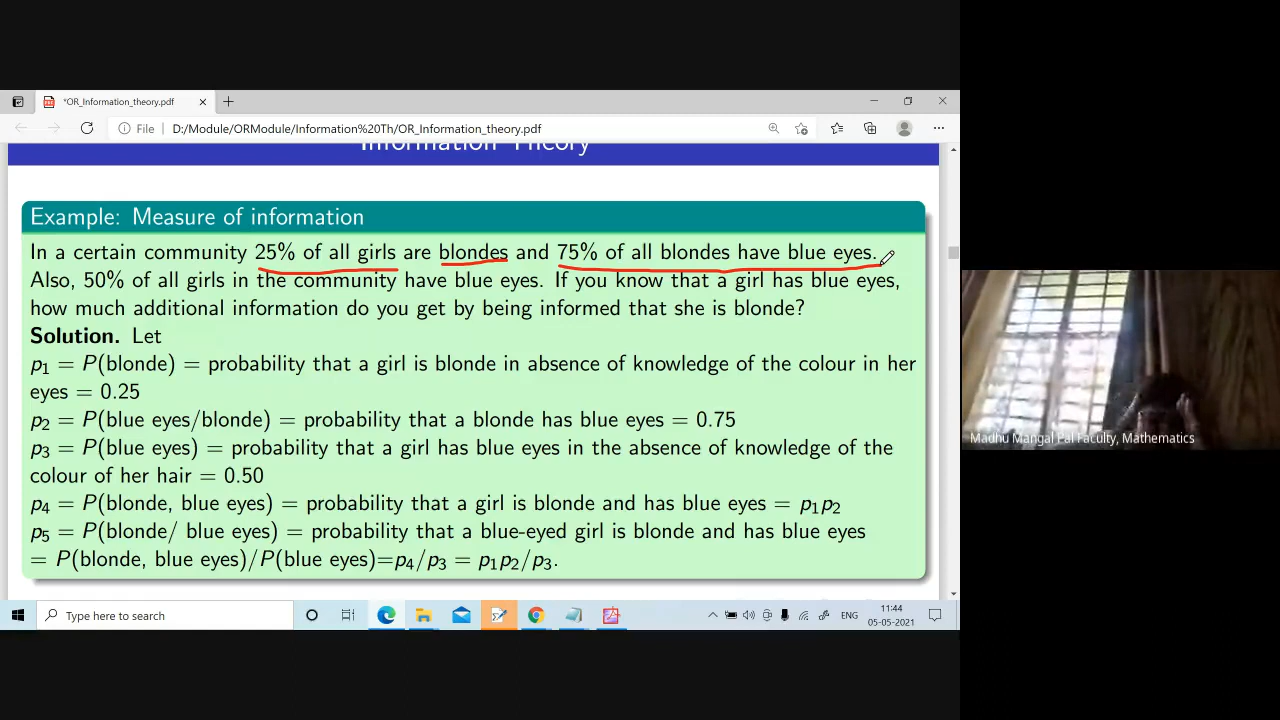 *OR_Information_theory.pdf
File | D:/Module/ORModule/Information%20Th/OR_Information_theory.pdf
Information Theory
Example: Measure of information
In a certain community 25% of all girls are blondes and 75% of all blondes have blue eyes.
Also, 50% of all girls in the community have blue eyes. If you know that a girl has blue eyes,
how much additional information do you get by being informed that she is blonde?
Solution. Let
p₁ = P(blonde) = probability that a girl is blonde in absence of knowledge of the colour in her
eyes = 0.25
p₂ = P(blue eyes/blonde) = probability that a blonde has blue eyes = 0.75
p₃ = P(blue eyes) = probability that a girl has blue eyes in the absence of knowledge of the
colour of her hair = 0.50
p₄ = P(blonde, blue eyes) = probability that a girl is blonde and has blue eyes = p₁p₂
p₅ = P(blonde/ blue eyes) = probability that a blue-eyed girl is blonde and has blue eyes
= P(blonde, blue eyes)/P(blue eyes)=p₄/p₃ = p₁p₂/p₃.
Madhu Mangal Pal Faculty, Mathematics
Type here to search
ENG
11:44
05-05-2021